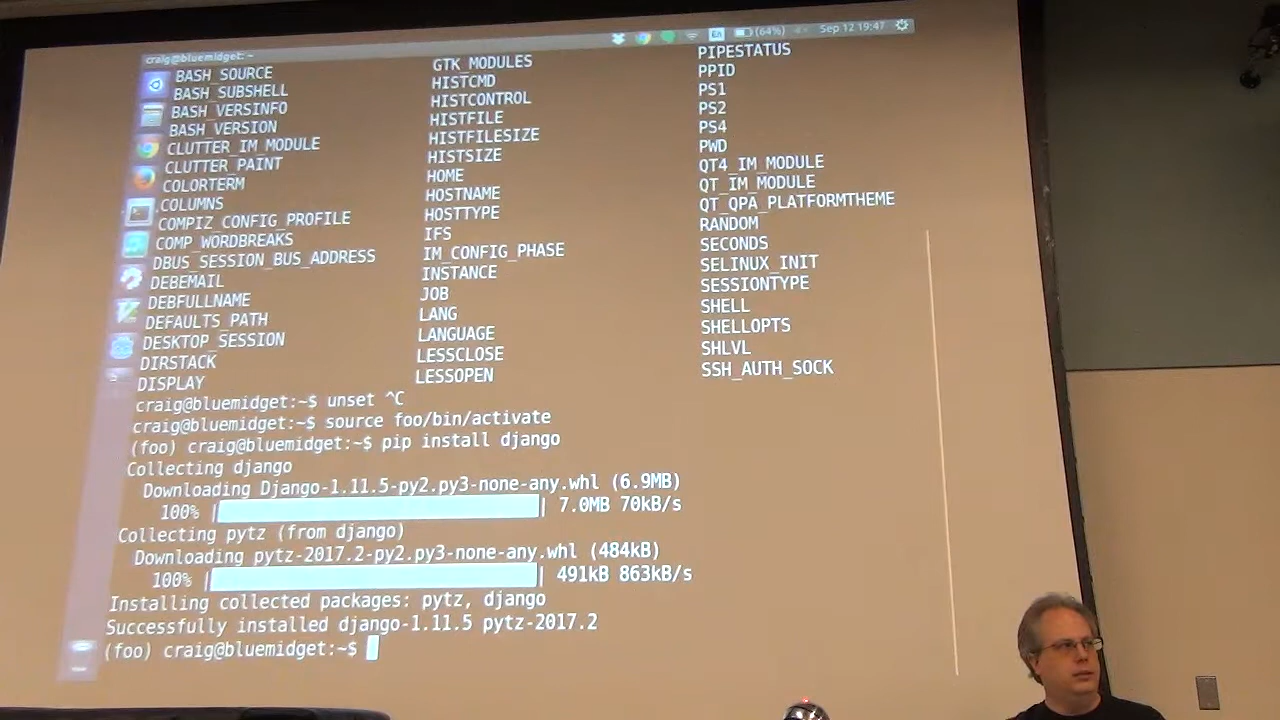 En (64%) Sep 12 19:47
craig@bluemidget: ~
BASH_SOURCE GTK_MODULES PIPESTATUS
BASH_SUBSHELL HISTCMD PPID
BASH_VERSINFO HISTCONTROL PS1
BASH_VERSION HISTFILE PS2
CLUTTER_IM_MODULE HISTFILESIZE PS4
CLUTTER_PAINT HISTSIZE PWD
COLORTERM HOME QT4_IM_MODULE
COLUMNS HOSTNAME QT_IM_MODULE
COMPIZ_CONFIG_PROFILE HOSTTYPE QT_QPA_PLATFORMTHEME
COMP_WORDBREAKS IFS RANDOM
DBUS_SESSION_BUS_ADDRESS IM_CONFIG_PHASE SECONDS
DEBEMAIL INSTANCE SELINUX_INIT
DEBFULLNAME JOB SESSIONTYPE
DEFAULTS_PATH LANG SHELL
DESKTOP_SESSION LANGUAGE SHELLOPTS
DIRSTACK LESSCLOSE SHLVL
DISPLAY LESSOPEN SSH_AUTH_SOCK
craig@bluemidget:~$ unset ^C
craig@bluemidget:~$ source foo/bin/activate
(foo) craig@bluemidget:~$ pip install django
Collecting django
Downloading Django-1.11.5-py2.py3-none-any.whl (6.9MB)
100% | | 7.0MB 70kB/s
Collecting pytz (from django)
Downloading pytz-2017.2-py2.py3-none-any.whl (484kB)
100% | | 491kB 863kB/s
Installing collected packages: pytz, django
Successfully installed django-1.11.5 pytz-2017.2
(foo) craig@bluemidget:~$